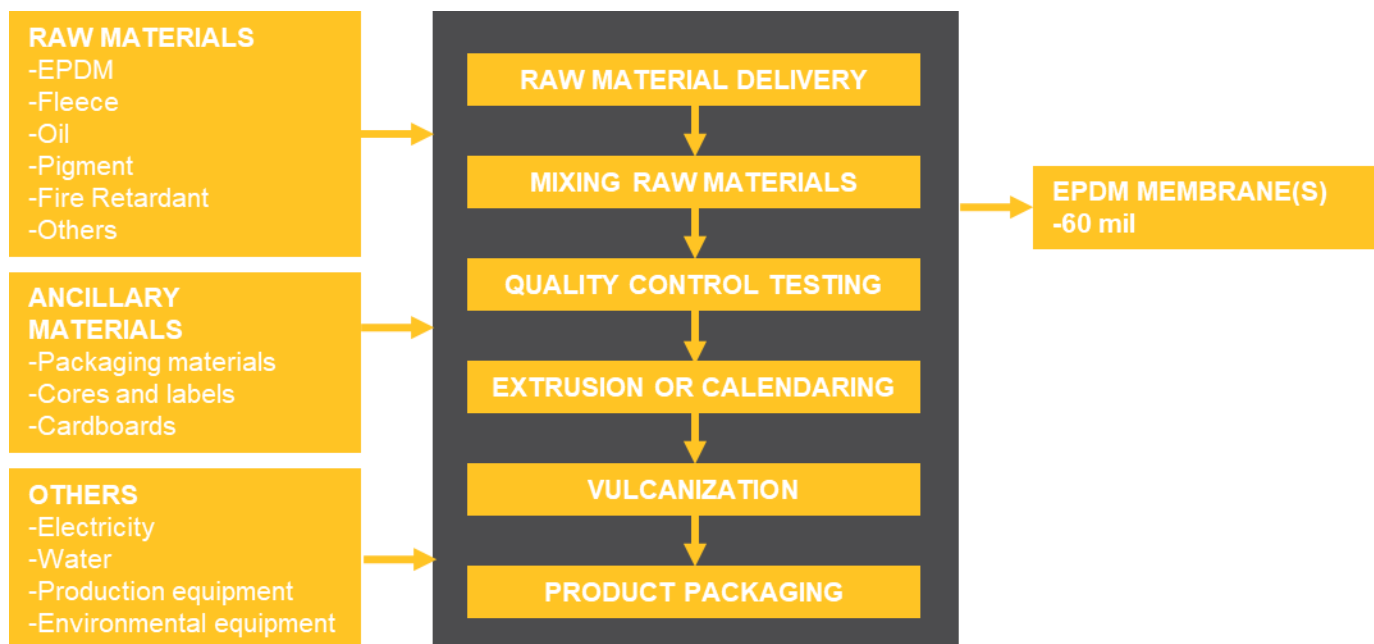 RAW MATERIALS
-EPDM
-Fleece
-Oil
-Pigment
-Fire Retardant
-Others
ANCILLARY
MATERIALS
-Packaging materials
-Cores and labels
-Cardboards
OTHERS
-Electricity
-Water
-Production equipment
-Environmental equipment
RAW MATERIAL DELIVERY
MIXING RAW MATERIALS
QUALITY CONTROL TESTING
EXTRUSION OR CALENDARING
VULCANIZATION
PRODUCT PACKAGING
EPDM MEMBRANE(S)
-60 mil